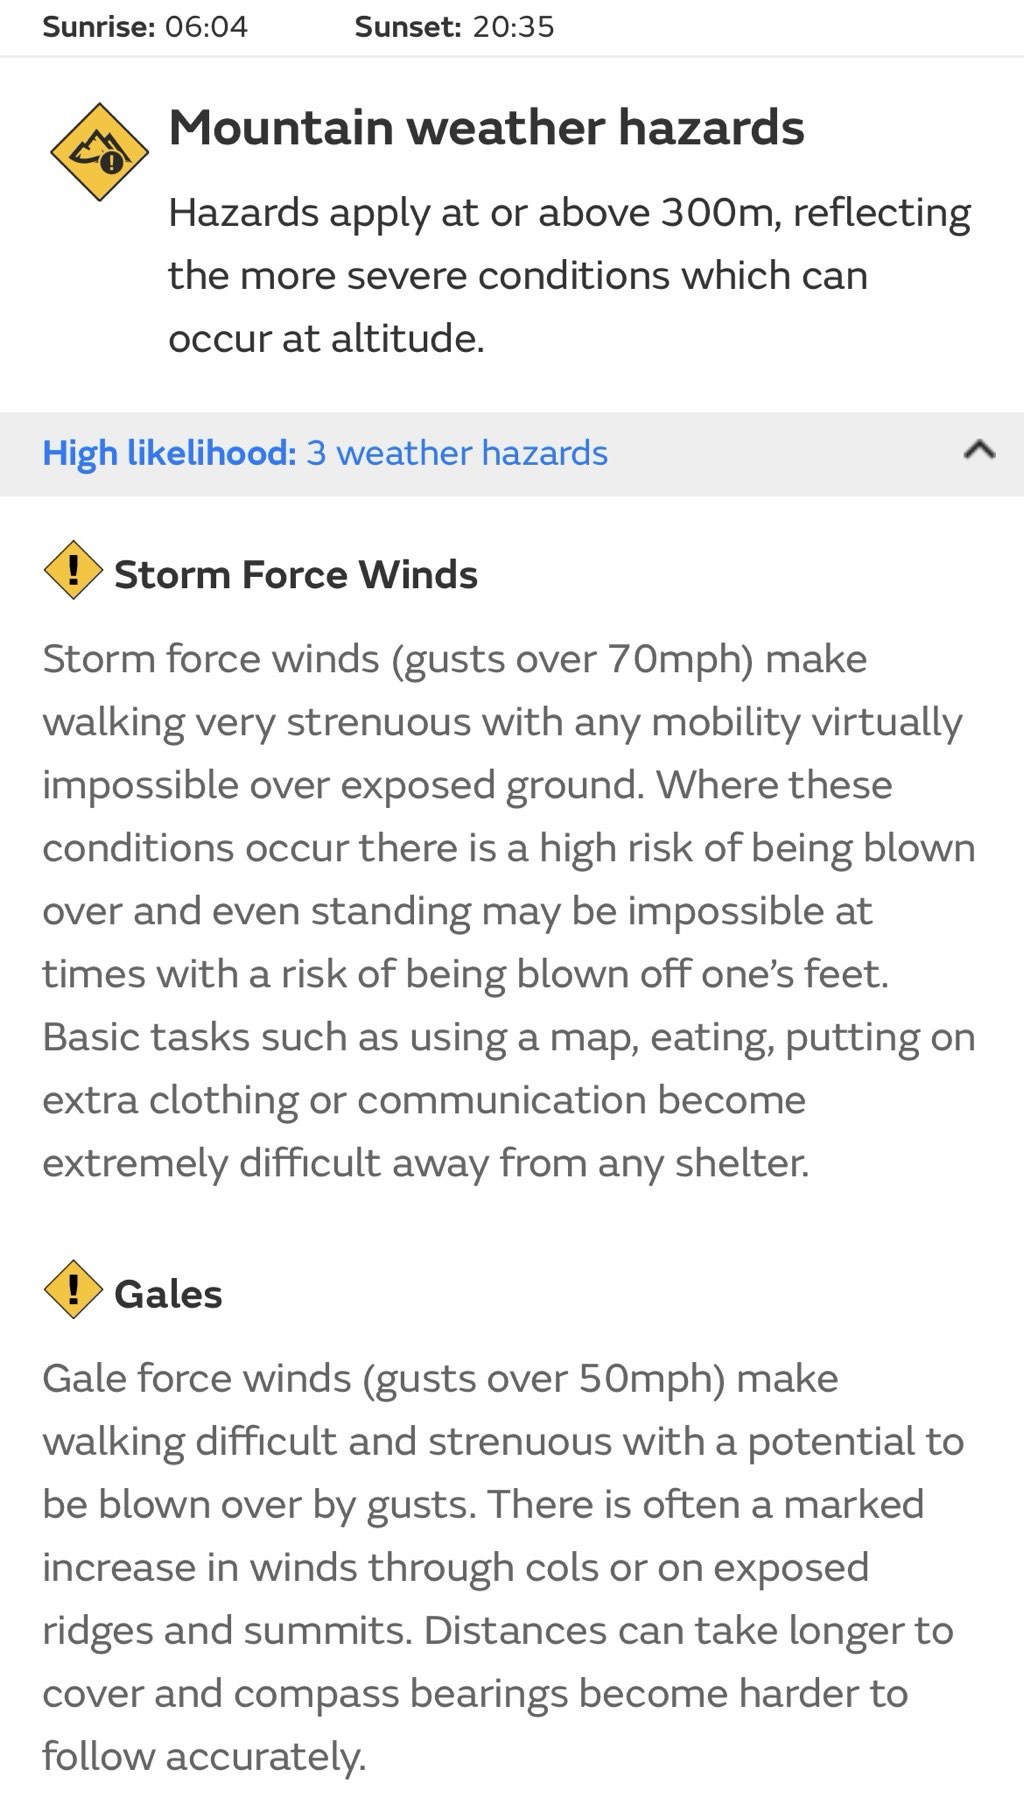 Sunrise: 06:04 Sunset: 20:35
Mountain weather hazards
Hazards apply at or above 300m, reflecting
the more severe conditions which can
occur at altitude.
High likelihood: 3 weather hazards
! Storm Force Winds
Storm force winds (gusts over 70mph) make
walking very strenuous with any mobility virtually
impossible over exposed ground. Where these
conditions occur there is a high risk of being blown
over and even standing may be impossible at
times with a risk of being blown off one’s feet.
Basic tasks such as using a map, eating, putting on
extra clothing or communication become
extremely difficult away from any shelter.
! Gales
Gale force winds (gusts over 50mph) make
walking difficult and strenuous with a potential to
be blown over by gusts. There is often a marked
increase in winds through cols or on exposed
ridges and summits. Distances can take longer to
cover and compass bearings become harder to
follow accurately.